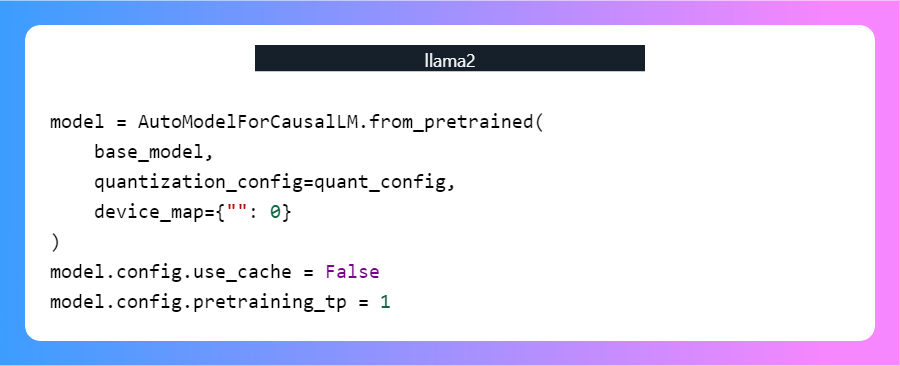 llama2
model = AutoModelForCausalLM.from_pretrained(
    base_model,
    quantization_config=quant_config,
    device_map={"": 0}
)
model.config.use_cache = False
model.config.pretraining_tp = 1